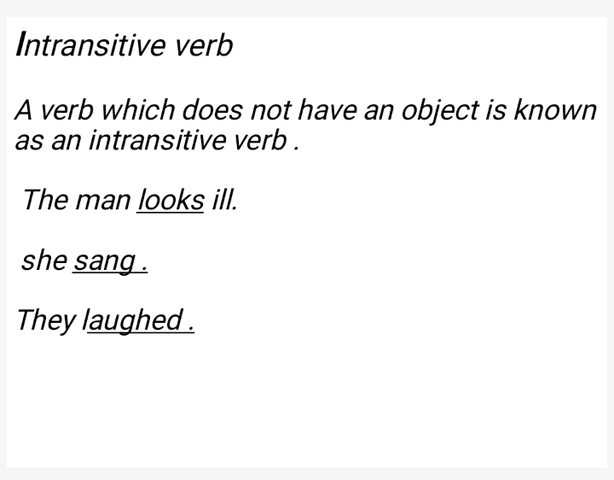 Intransitive verb
A verb which does not have an object is known
as an intransitive verb .
The man looks ill.
she sang .
They laughed .